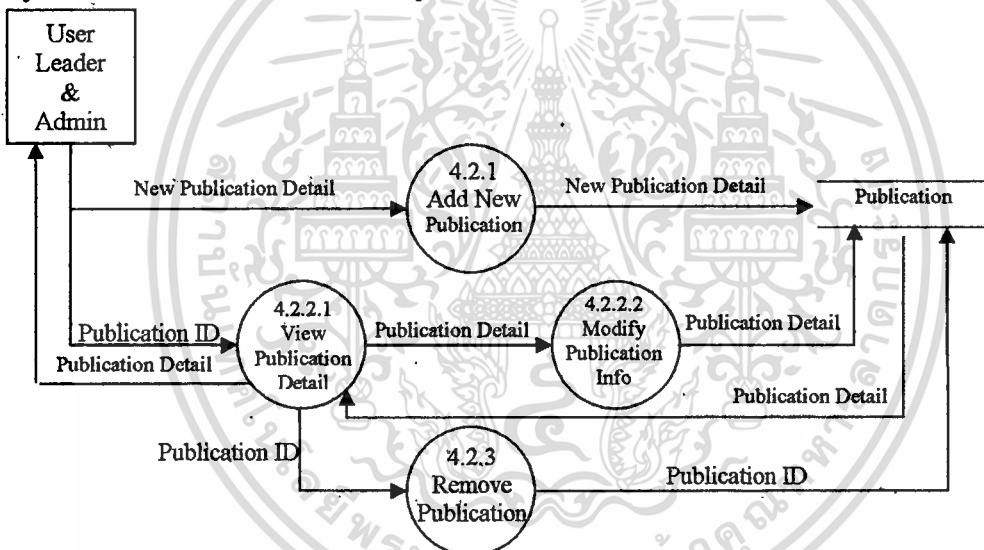 User
Leader
&
Admin
New Publication Detail
4.2.1
Add New
Publication
New Publication Detail
Publication
Publication ID
Publication Detail
4.2.2.1
View
Publication
Detail
Publication Detail
4.2.2.2
Modify
Publication
Info
Publication Detail
Publication Detail
Publication ID
4.2.3
Remove
Publication
Publication ID